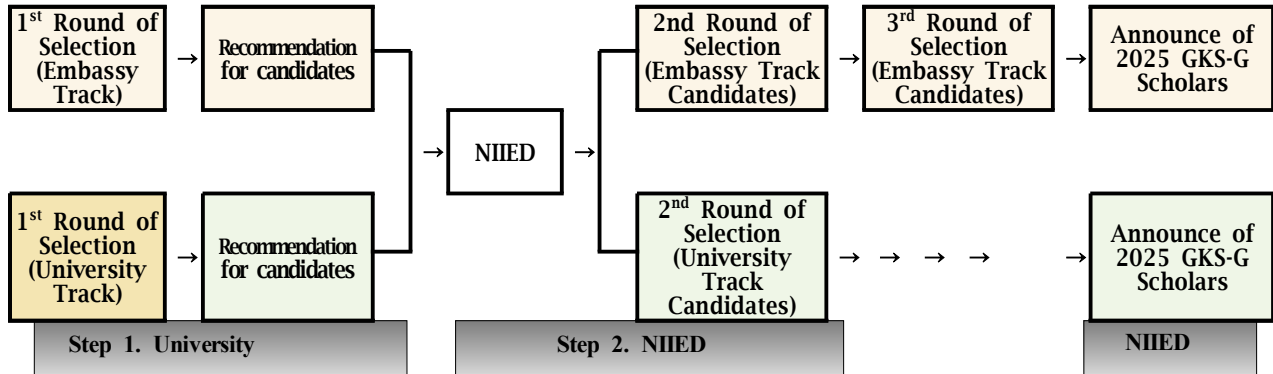 1st Round of
Selection
(Embassy
Track)
→
Recommendation
for candidates
→
NIIED
→
2nd Round of
Selection
(Embassy Track
Candidates)
→
3rd Round of
Selection
(Embassy Track
Candidates)
→
Announce of
2025 GKS-G
Scholars
1st Round of
Selection
(University
Track)
→
Recommendation
for candidates
2nd Round of
Selection
(University
Track
Candidates)
→ → → → →
Announce of
2025 GKS-G
Scholars
Step 1. University
Step 2. NIIED
NIIED